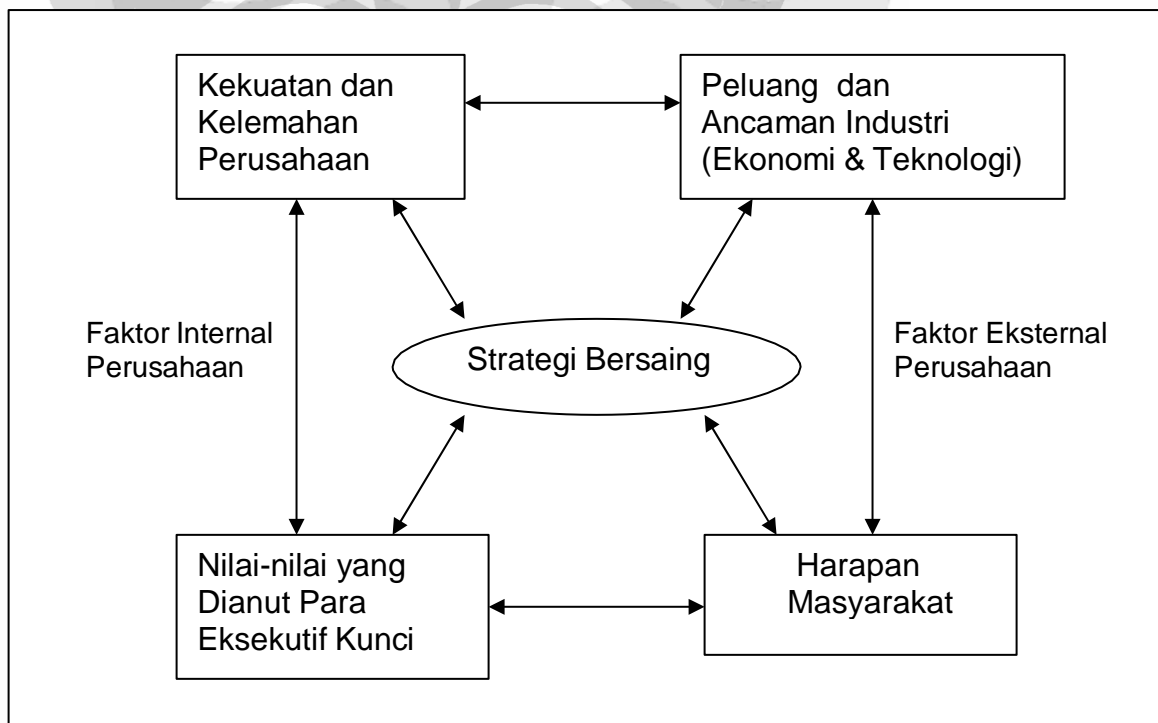 Kekuatan dan
Kelemahan
Perusahaan
Peluang dan
Ancaman Industri
(Ekonomi & Teknologi)
Faktor Internal
Perusahaan
Strategi Bersaing
Faktor Eksternal
Perusahaan
Nilai-nilai yang
Dianut Para
Eksekutif Kunci
Harapan
Masyarakat